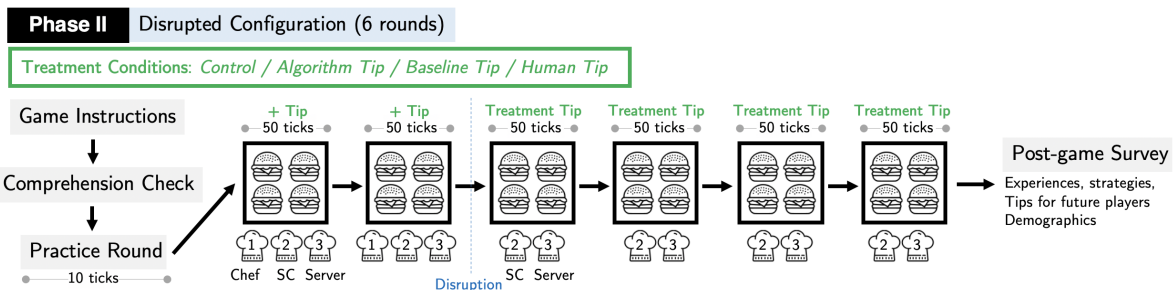 Phase II Disrupted Configuration (6 rounds)
Treatment Conditions: Control / Algorithm Tip / Baseline Tip / Human Tip
Game Instructions
Comprehension Check
Practice Round
10 ticks
+ Tip + Tip Treatment Tip Treatment Tip Treatment Tip Treatment Tip
50 ticks 50 ticks 50 ticks 50 ticks 50 ticks 50 ticks
1 2 3 1 2 3 2 3 2 3 2 3 2 3
Chef SC Server SC Server
Disruption
Post-game Survey
Experiences, strategies,
Tips for future players
Demographics